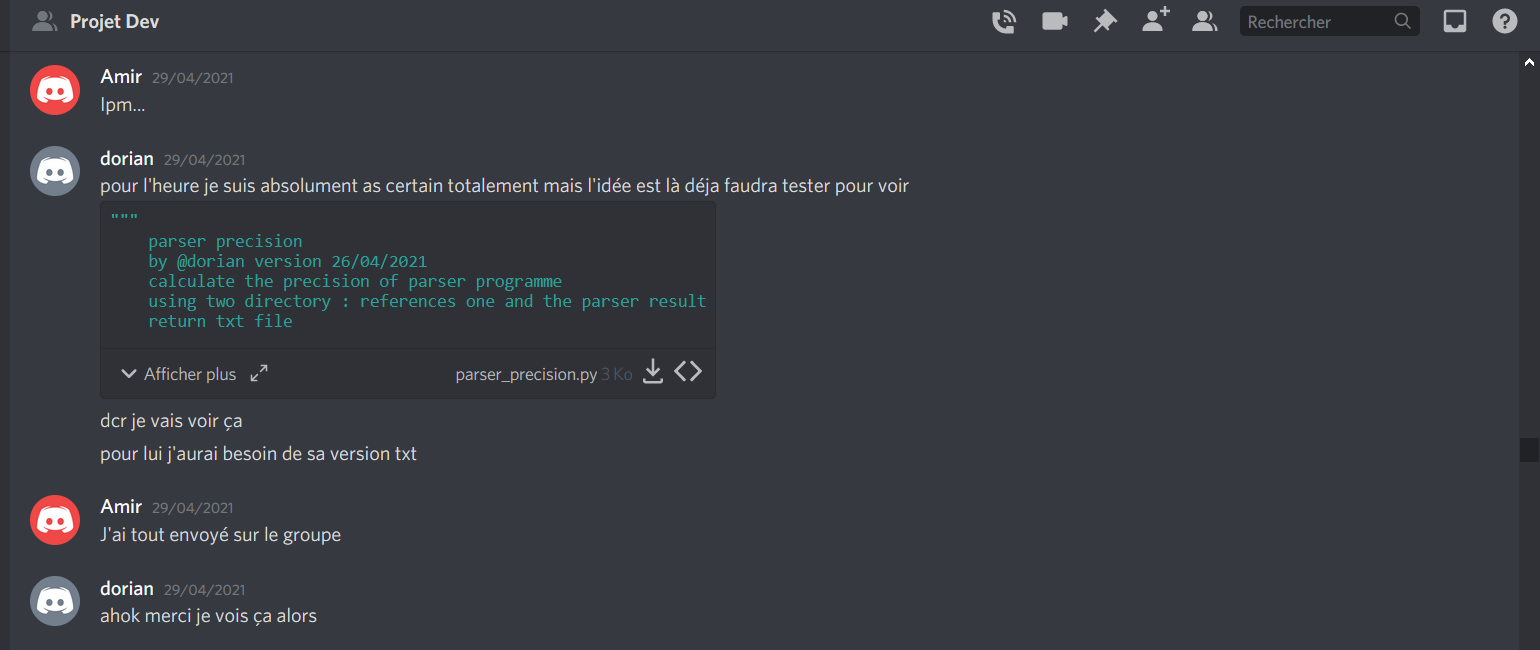 Projet Dev
Rechercher
Amir 29/04/2021
lpm...
dorian 29/04/2021
pour l'heure je suis absolument as certain totalement mais l'idée est là déja faudra tester pour voir
"""
parser precision
by @dorian version 26/04/2021
calculate the precision of parser programme
using two directory : references one and the parser result
return txt file
Afficher plus
parser_precision.py 3 Ko
dcr je vais voir ça
pour lui j'aurai besoin de sa version txt
Amir 29/04/2021
J'ai tout envoyé sur le groupe
dorian 29/04/2021
ahok merci je vois ça alors